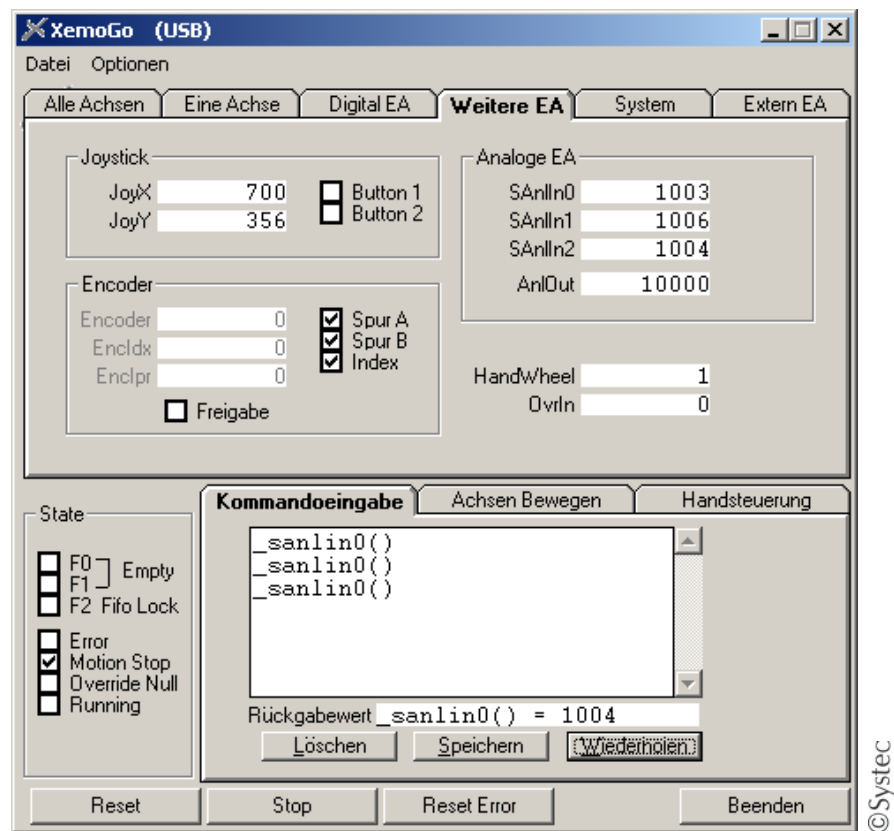 XemoGo (USB)
Datei Optionen
Alle Achsen Eine Achse Digital EA Weitere EA System Extern EA
Joystick
JoyX 700
JoyY 356
Button 1
Button 2
Encoder
Encoder 0
EncIdx 0
EncIpr 0
Spur A
Spur B
Index
Freigabe
Analoge EA
SAnlIn0 1003
SAnlIn1 1006
SAnlIn2 1004
AnlOut 10000
HandWheel 1
OvrIn 0
State
F0
F1
Empty
F2 Fifo Lock
Error
Motion Stop
Override Null
Running
Kommandoeingabe Achsen Bewegen Handsteuerung
_sanlin0()
_sanlin0()
_sanlin0()
Rückgabewert _sanlin0() = 1004
Löschen Speichern Wiederholen
Reset Stop Reset Error Beenden
©Systec